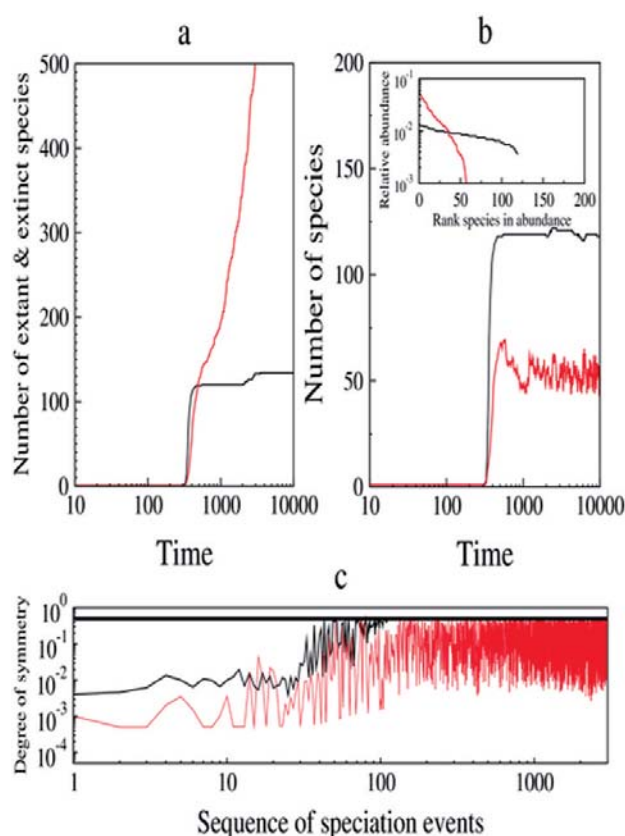 a
Number of extant & extinct species
500
400
300
200
100
0
10 100 1000 10000
Time
b
Number of species
200
150
100
50
0
10 100 1000 10000
Time
Relative abundance
10^-1
10^-2
10^-3
0 50 100 150 200
Rank species in abundance
c
Degree of symmetry
10^0
10^-1
10^-2
10^-3
10^-4
1 10 100 1000
Sequence of speciation events